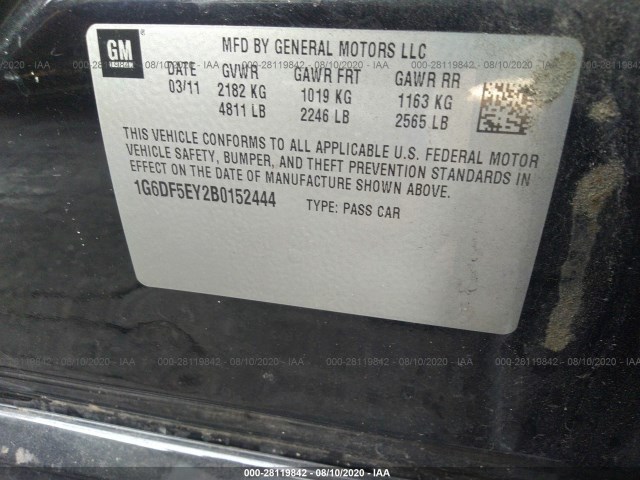 GM
MFD BY GENERAL MOTORS LLC
DATE GVWR GAWR FRT GAWR RR
03/11 2182 KG 1019 KG 1163 KG
4811 LB 2246 LB 2565 LB
THIS VEHICLE CONFORMS TO ALL APPLICABLE U.S. FEDERAL MOTOR
VEHICLE SAFETY, BUMPER, AND THEFT PREVENTION STANDARDS IN
EFFECT ON THE DATE OF MANUFACTURE SHOWN ABOVE.
1G6DF5EY2B0152444 TYPE: PASS CAR
000-28119842 - 08/10/2020 - IAA